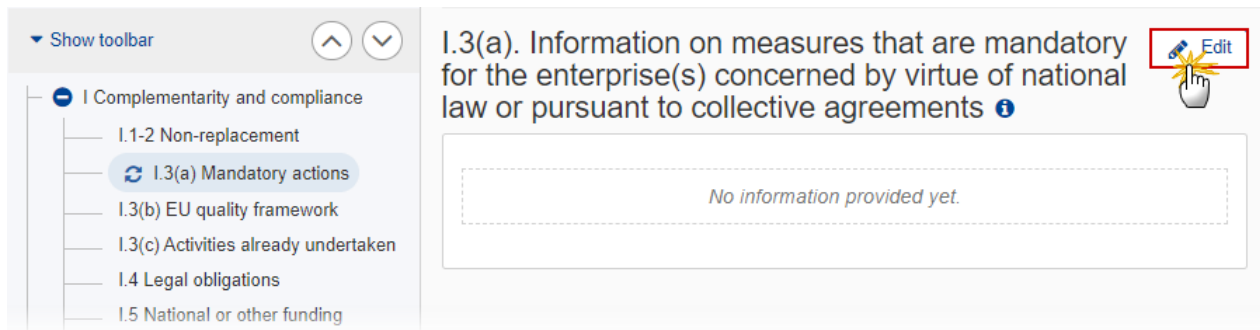 Show toolbar
I Complementarity and compliance
I.1-2 Non-replacement
I.3(a) Mandatory actions
I.3(b) EU quality framework
I.3(c) Activities already undertaken
I.4 Legal obligations
I.5 National or other funding
I.3(a). Information on measures that are mandatory
for the enterprise(s) concerned by virtue of national
law or pursuant to collective agreements
Edit
No information provided yet.